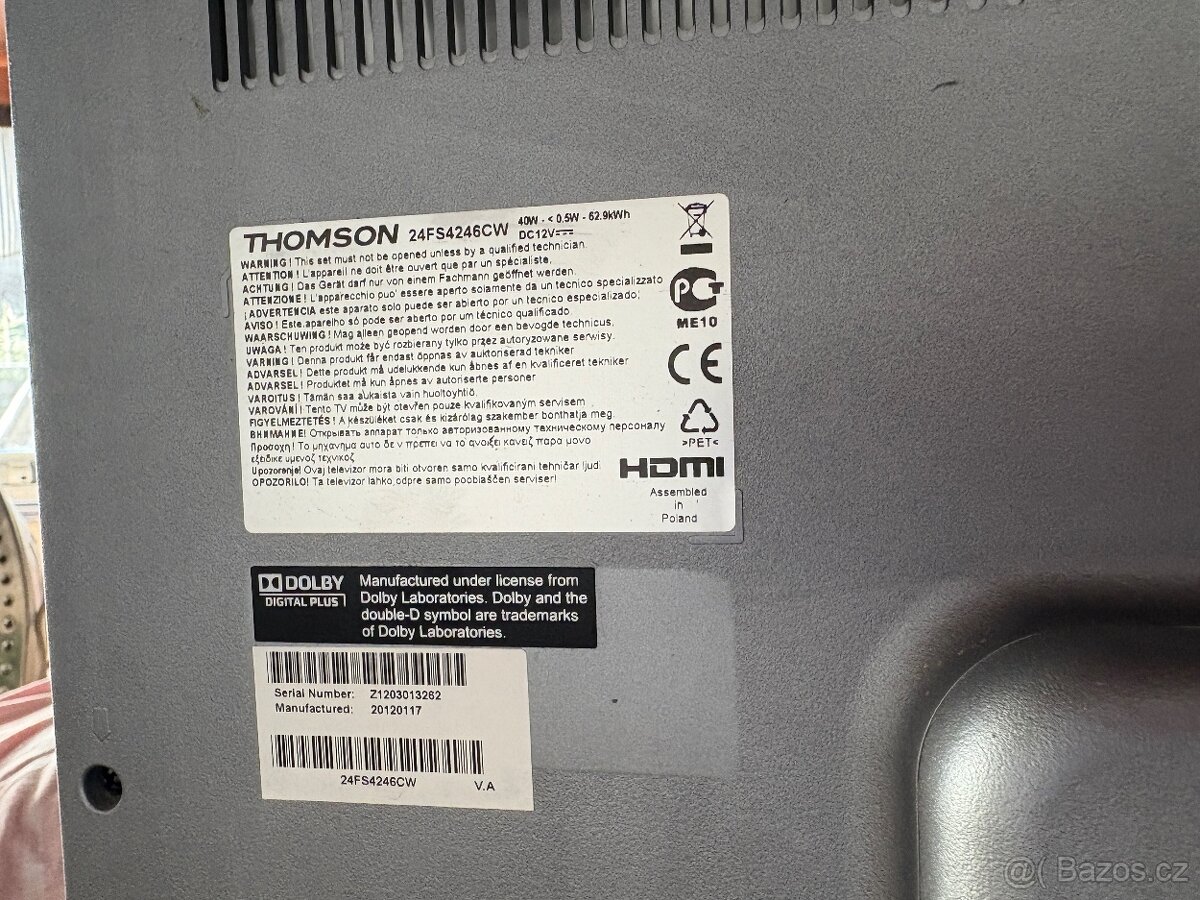 THOMSON 24FS4246CW 40W - < 0.5W - 62.9kWh
DC12V
WARNING! This set must not be opened unless by a qualified technician.
ATTENTION! L'appareil ne doit être ouvert que par un spécialiste.
ACHTUNG! Das Gerät darf nur von einem Fachmann geöffnet werden.
ATTENZIONE! L'apparecchio puo' essere aperto solamente da un tecnico specializzato
¡ADVERTENCIA este aparato solo puede ser abierto por un tecnico especializado;
AVISO! Este aparelho só pode ser aberto por um técnico qualificado.
WAARSCHUWING! Mag alleen geopend worden door een bevogde technicus.
UWAGA! Ten produkt może być rozbierany tylko przez autoryzowane serwisy.
VARNING! Denna produkt får endast öppnas av auktoriserad tekniker
ADVARSEL! Dette produkt må udelukkende kun åbnes af en kvalificeret tekniker
ADVARSEL! Produktet må kun åpnes av autoriserte personer
VAROITUS! Tämän saa aukaista vain huoltoyhtiö.
VAROVÁNÍ! Tento TV může být otevřen pouze kvalifikovaným servisem
FIGYELMEZTETÉS! A készüléket csak és kizárólag szakember bonthatja meg.
ВНИМАНИЕ! Открывать аппарат только авторизованному техническому персоналу
Προσοχη! Το μηχανημα αυτο δε ν πρεπει να το ανοιξει κανεις παρα μονο
εξειδικε υμενος τεχνικος
Upozorenje! Ovaj televizor mora biti otvoren samo kvalificirani tehničar ljudi
OPOZORILO! Ta televizor lahko odpre samo pooblaščen serviser!
PCT
ME10
CE
>PET<
HDMI
Assembled
in
Poland
DOLBY
DIGITAL PLUS
Manufactured under license from
Dolby Laboratories. Dolby and the
double-D symbol are trademarks
of Dolby Laboratories.
Serial Number: Z1203013262
Manufactured: 20120117
24FS4246CW V.A
@( Bazos.cz